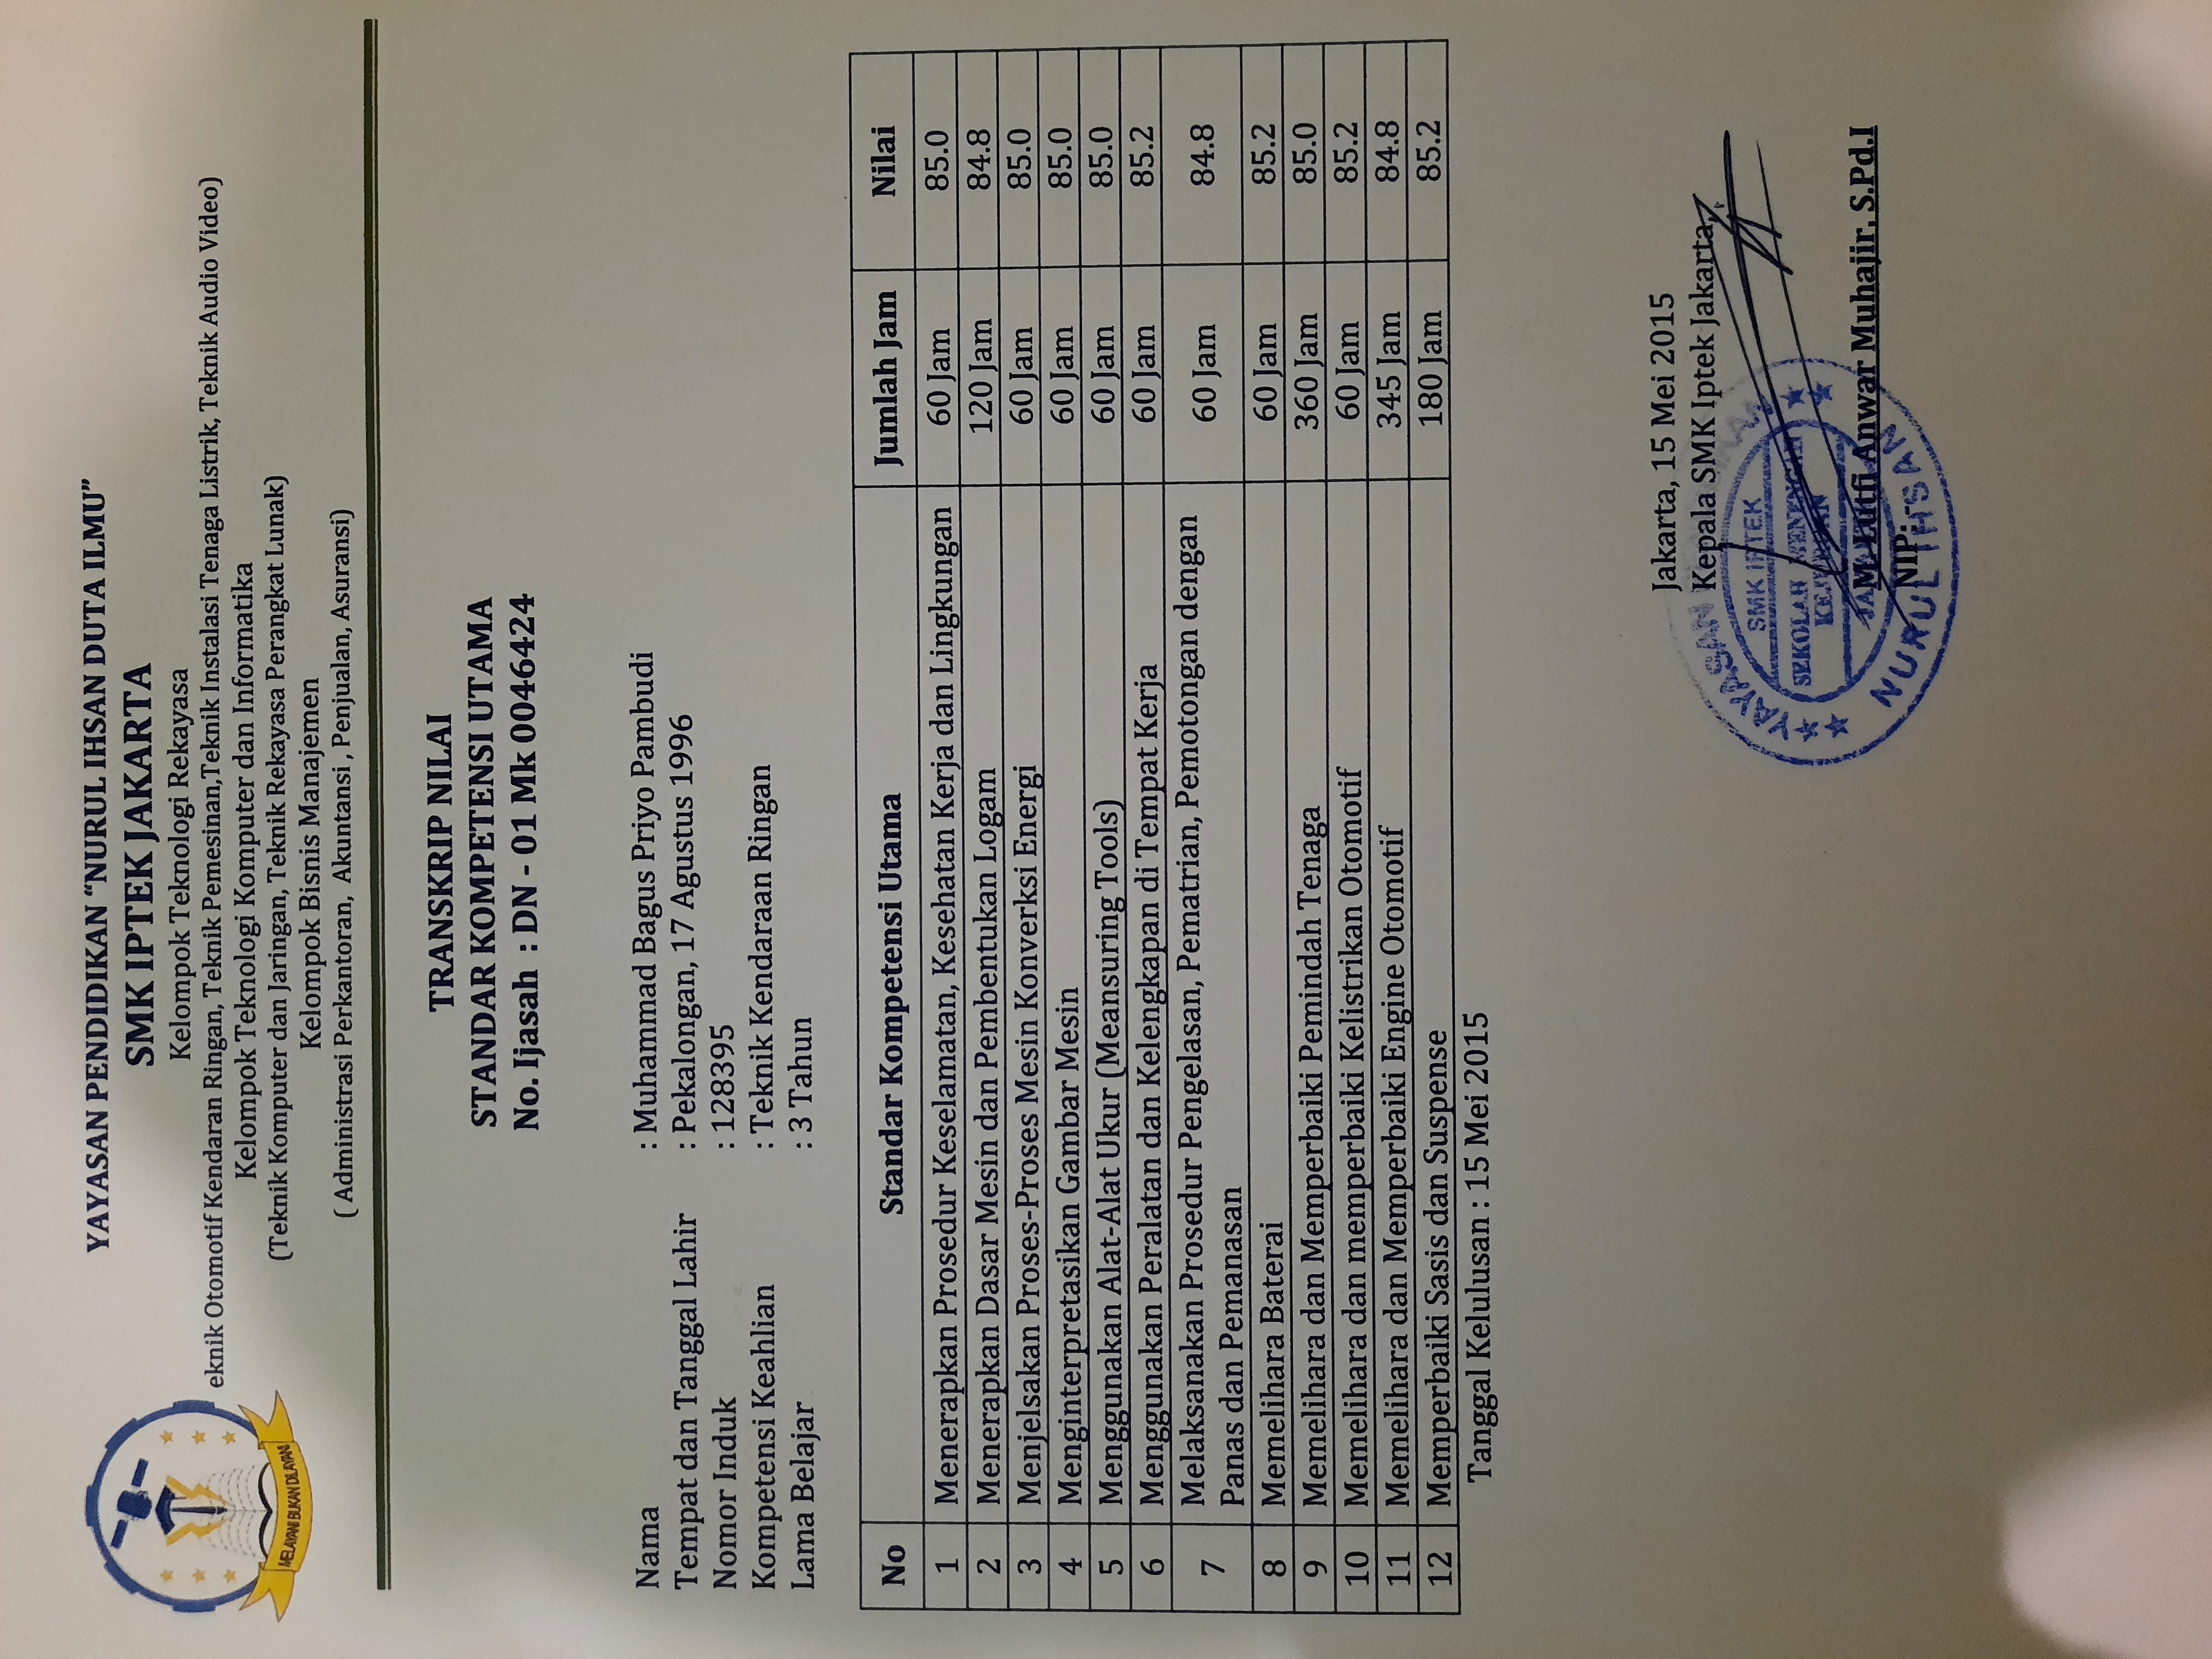 YAYASAN PENDIDIKAN “NURUL IHSAN DUTA ILMU”
SMK IPTEK JAKARTA
Kelompok Teknologi Rekayasa
eknik Otomotif Kendaran Ringan, Teknik Pemesinan,Teknik Instalasi Tenaga Listrik, Teknik Audio Video)
Kelompok Teknologi Komputer dan Informatika
(Teknik Komputer dan Jaringan, Teknik Rekayasa Perangkat Lunak)
Kelompok Bisnis Manajemen
( Administrasi Perkantoran, Akuntansi , Penjualan, Asuransi)
MELAYANI BUKAN DILAYANI
TRANSKRIP NILAI
STANDAR KOMPETENSI UTAMA
No. Ijasah : DN - 01 Mk 0046424
Nama : Muhammad Bagus Priyo Pambudi
Tempat dan Tanggal Lahir : Pekalongan, 17 Agustus 1996
Nomor Induk : 128395
Kompetensi Keahlian : Teknik Kendaraan Ringan
Lama Belajar : 3 Tahun
No Standar Kompetensi Utama Jumlah Jam Nilai
1 Menerapkan Prosedur Keselamatan, Kesehatan Kerja dan Lingkungan 60 Jam 85.0
2 Menerapkan Dasar Mesin dan Pembentukan Logam 120 Jam 84.8
3 Menjelsakan Proses-Proses Mesin Konverksi Energi 60 Jam 85.0
4 Menginterpretasikan Gambar Mesin 60 Jam 85.0
5 Menggunakan Alat-Alat Ukur (Meansuring Tools) 60 Jam 85.0
6 Menggunakan Peralatan dan Kelengkapan di Tempat Kerja 60 Jam 85.2
7 Melaksanakan Prosedur Pengelasan, Pematrian, Pemotongan dengan
Panas dan Pemanasan 60 Jam 84.8
8 Memelihara Baterai 60 Jam 85.2
9 Memelihara dan Memperbaiki Pemindah Tenaga 360 Jam 85.0
10 Memelihara dan memperbaiki Kelistrikan Otomotif 60 Jam 85.2
11 Memelihara dan Memperbaiki Engine Otomotif 345 Jam 84.8
12 Memperbaiki Sasis dan Suspense 180 Jam 85.2
Tanggal Kelulusan : 15 Mei 2015
Jakarta, 15 Mei 2015
Kepala SMK Iptek Jakarta,
YAYASAN
SMK IPTEK
SEKOLAH MENENGAH
KEJURUAN
NURUL IHSAN
M. Lutfi Anwar Muhajir, S.Pd.I
NIP: -